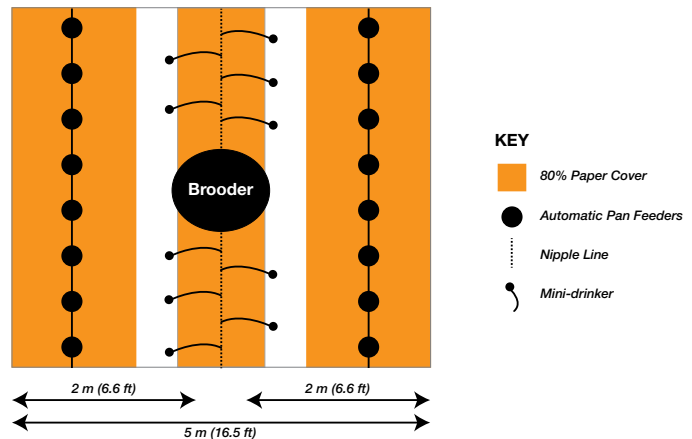 Brooder
KEY
80% Paper Cover
Automatic Pan Feeders
Nipple Line
Mini-drinker
2 m (6.6 ft)
2 m (6.6 ft)
5 m (16.5 ft)